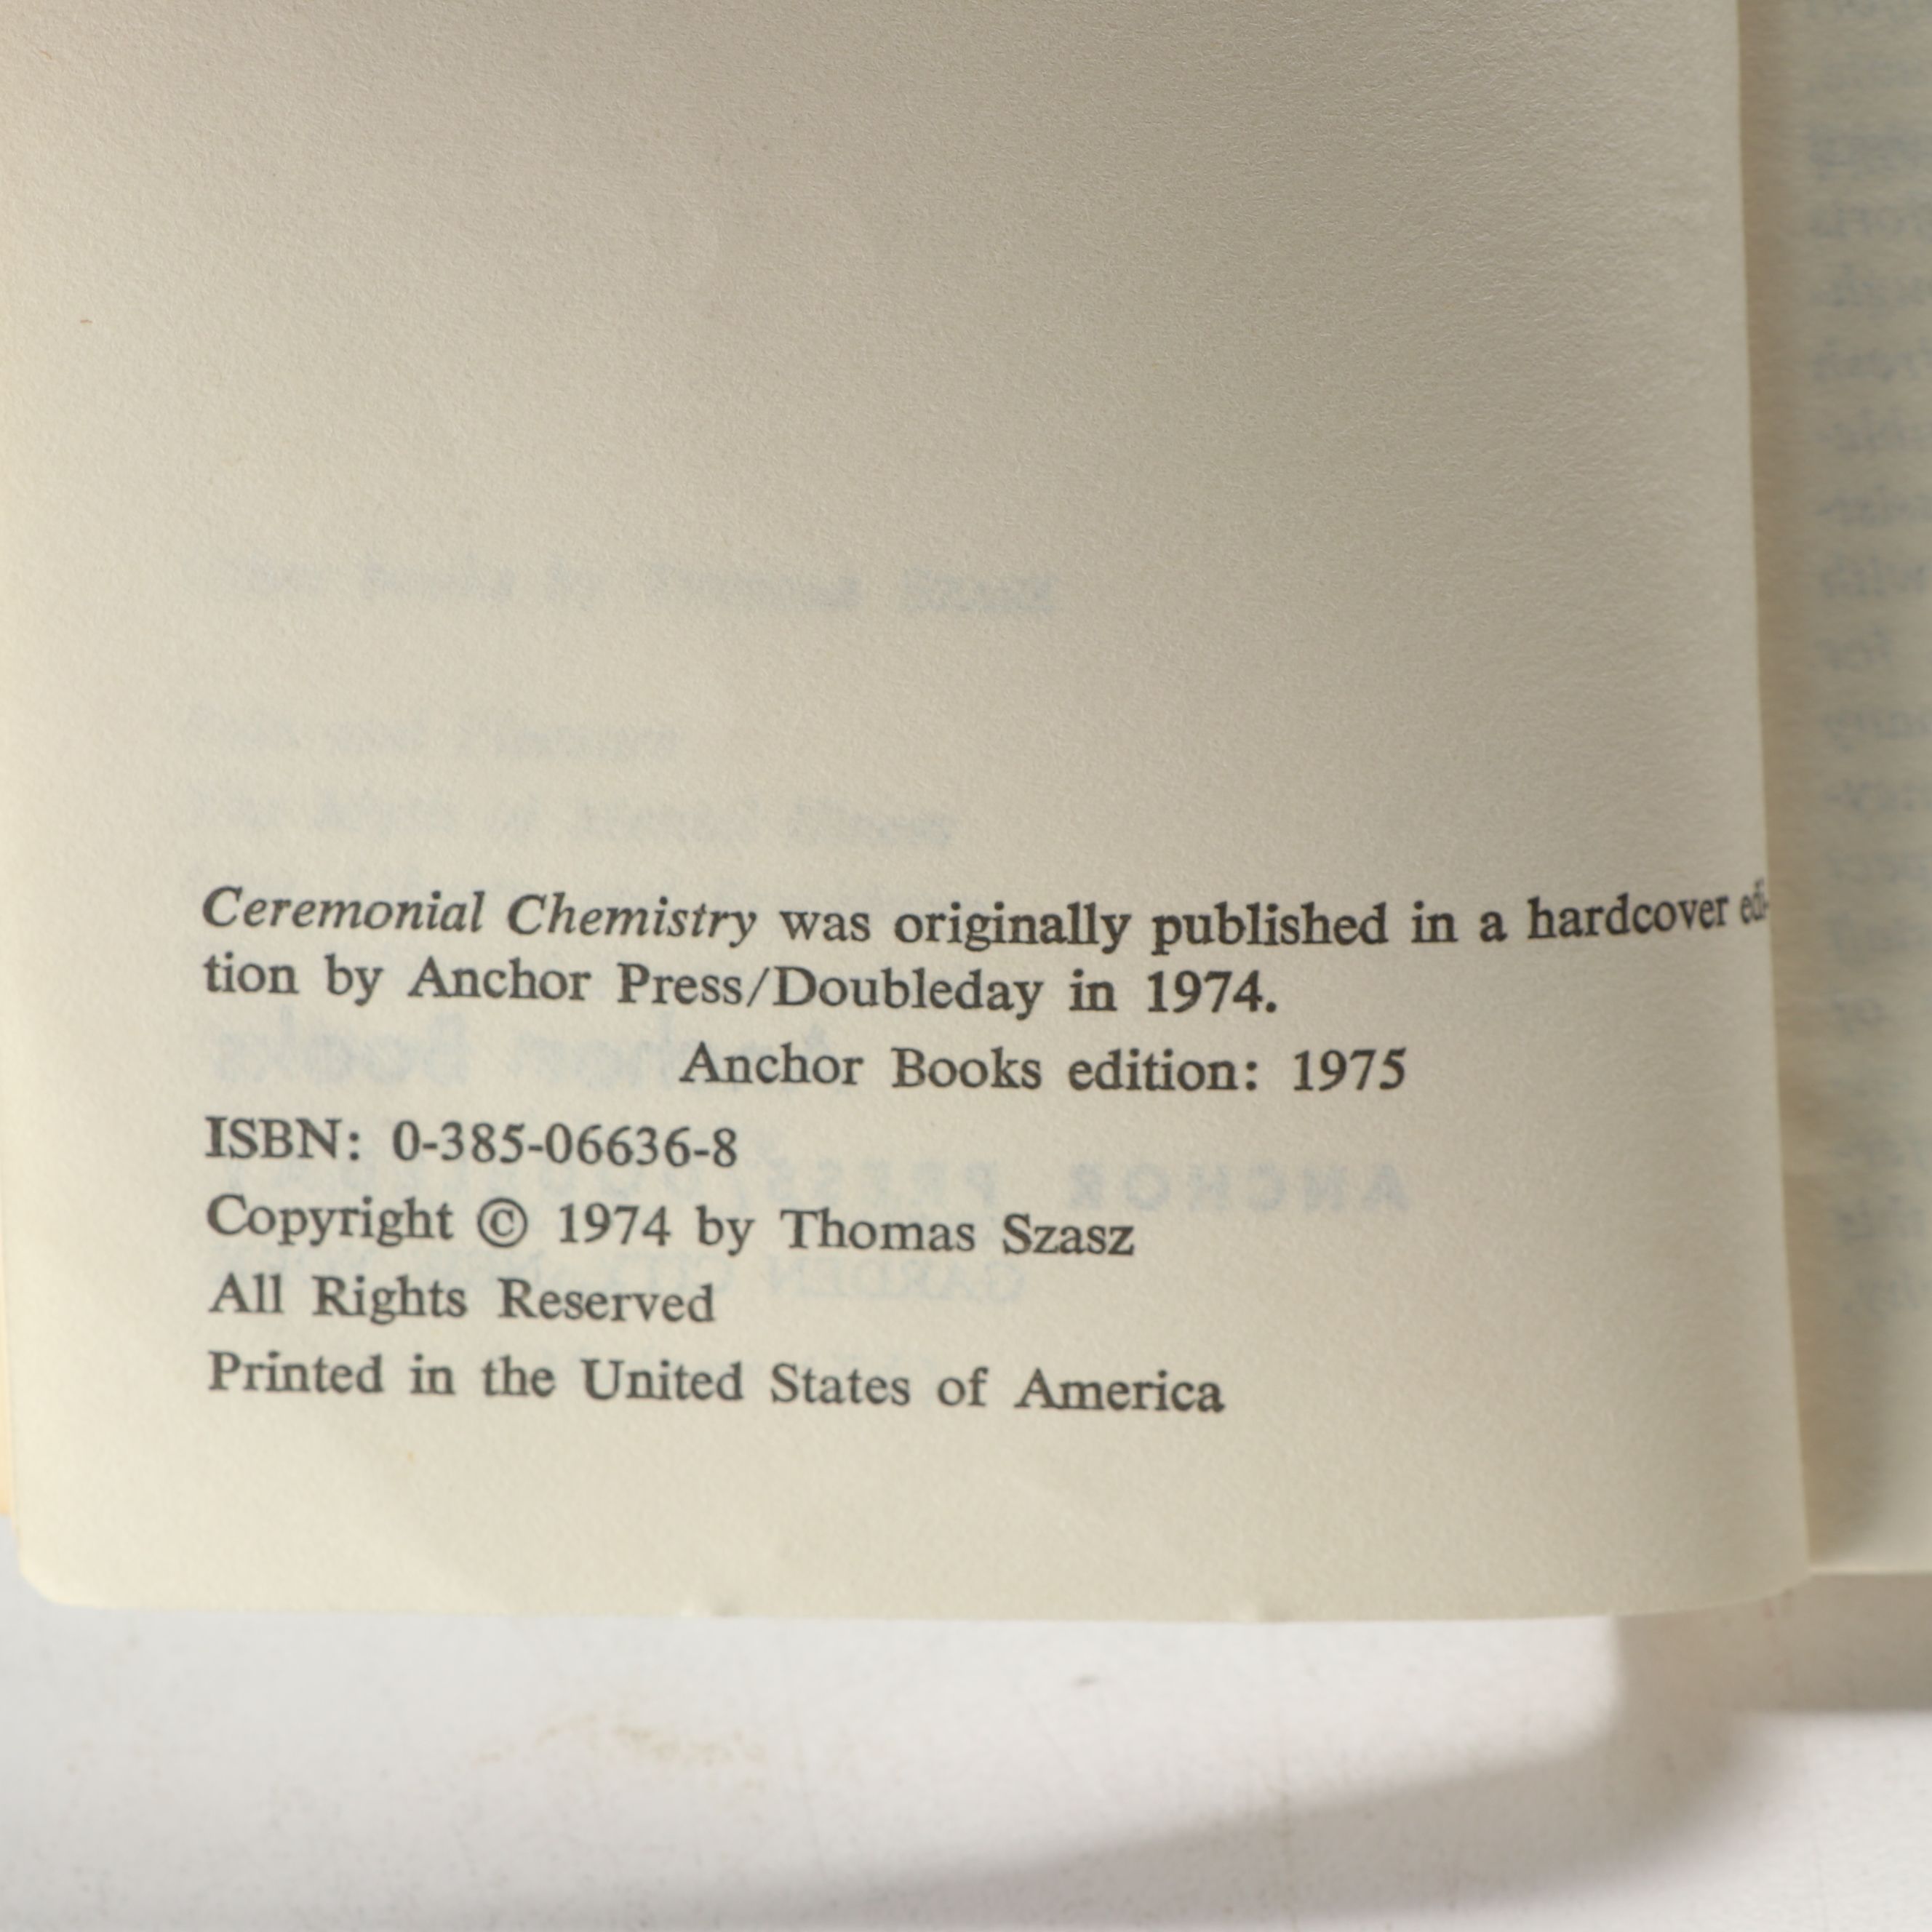 Ceremonial Chemistry was originally published in a hardcover edi-
tion by Anchor Press/Doubleday in 1974.
Anchor Books edition: 1975
ISBN: 0-385-06636-8
Copyright © 1974 by Thomas Szasz
All Rights Reserved
Printed in the United States of America